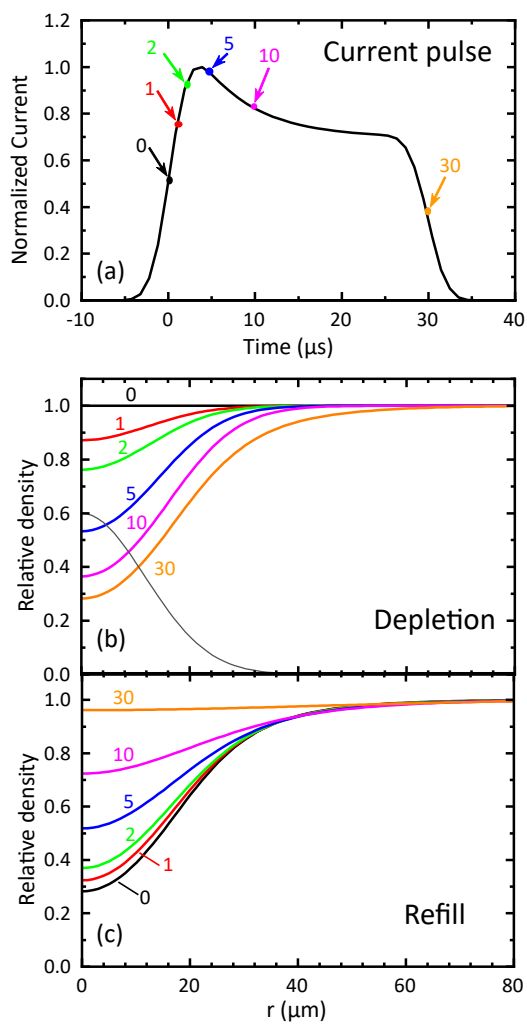 1.2
1.0
0.8
0.6
0.4
0.2
0.0
Normalized Current
Current pulse
2
5
10
1
0
30
(a)
-10 0 10 20 30 40
Time (µs)
0
1.0
0.8
0.6
0.4
0.2
0.0
Relative density
1
2
5
10
30
(b)
Depletion
30
1.0
0.8
0.6
0.4
0.2
0.0
Relative density
10
5
2
1
0
(c)
Refill
0 20 40 60 80
r (µm)